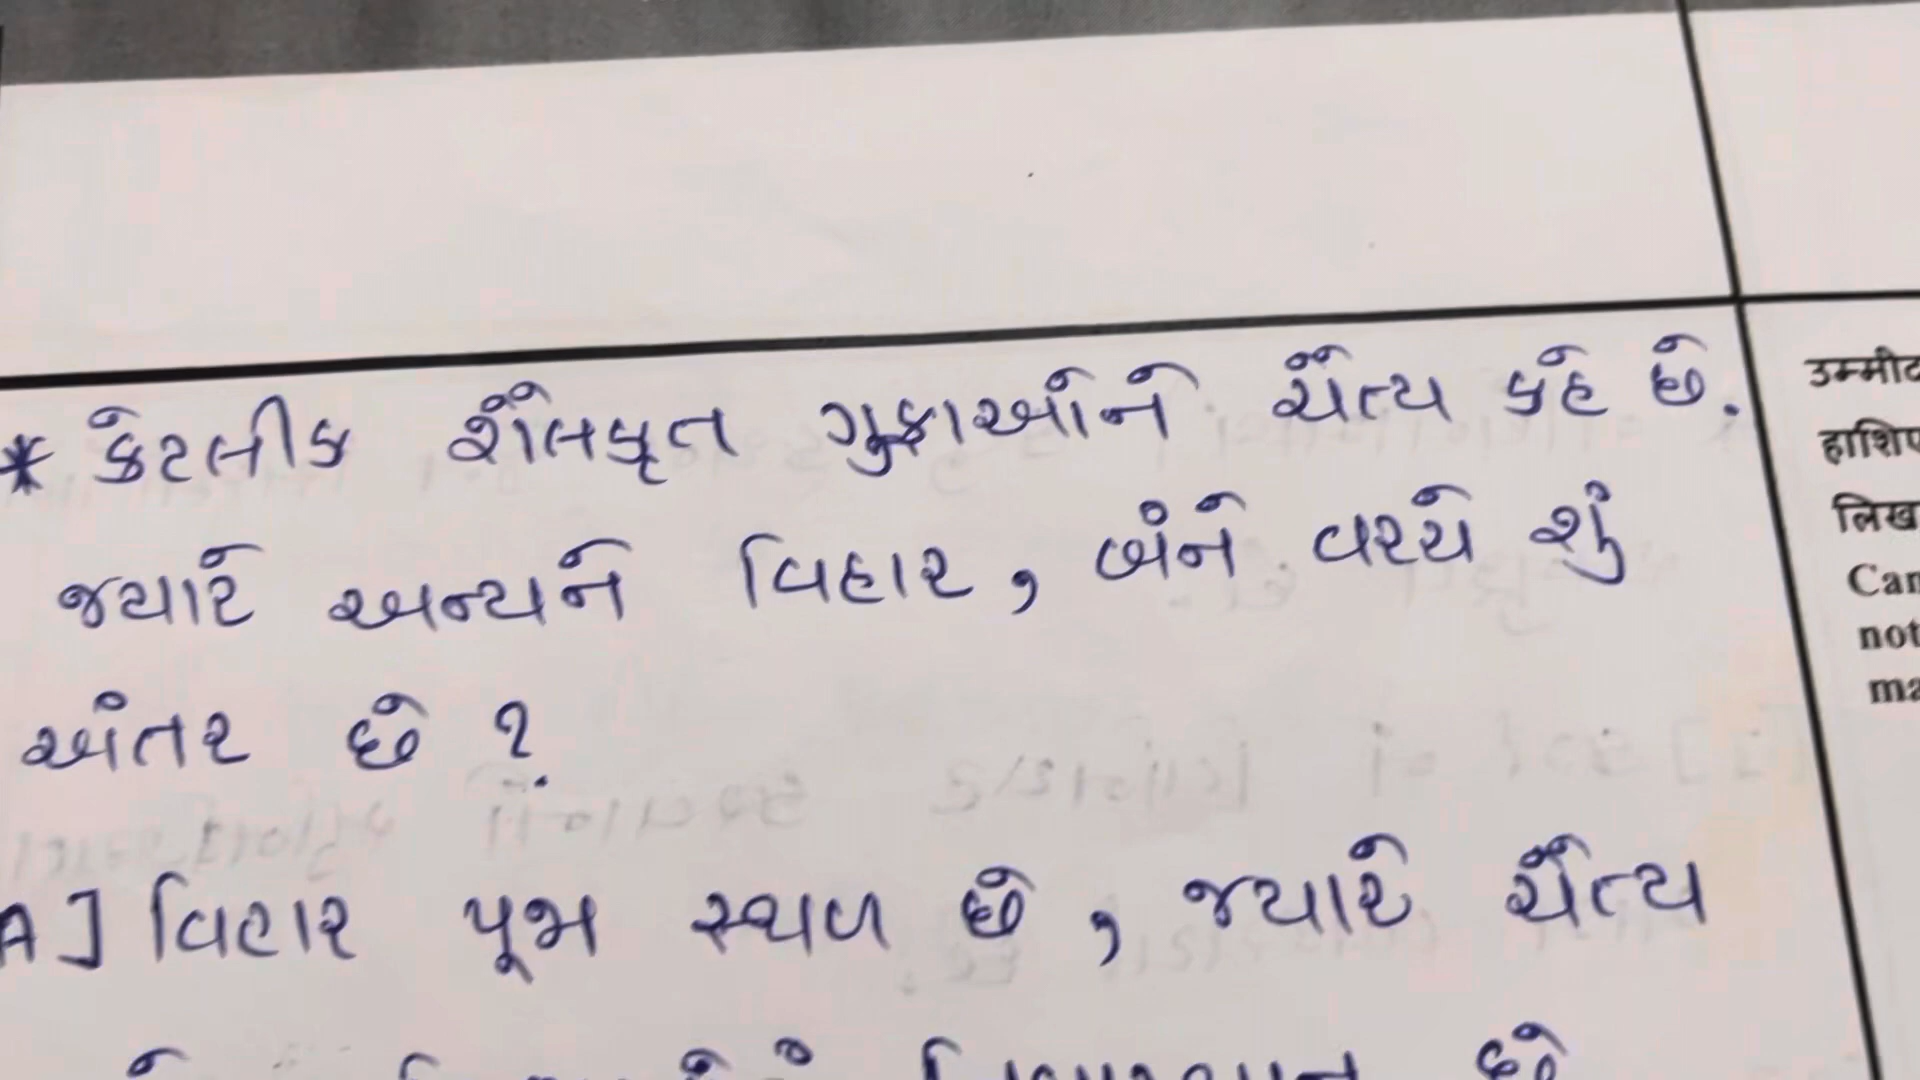 * કેટલીક શૈલકૃત ગુફાઓને ચૈત્ય કહે છે.
જ્યારે અન્યને વિહાર, બંને વચ્ચે શું
અંતર છે ?
A] વિહાર પૂજા સ્થળ છે, જ્યારે ચૈત્ય
છે
उम्मीद
हाशिए
लिख
Can
not
ma